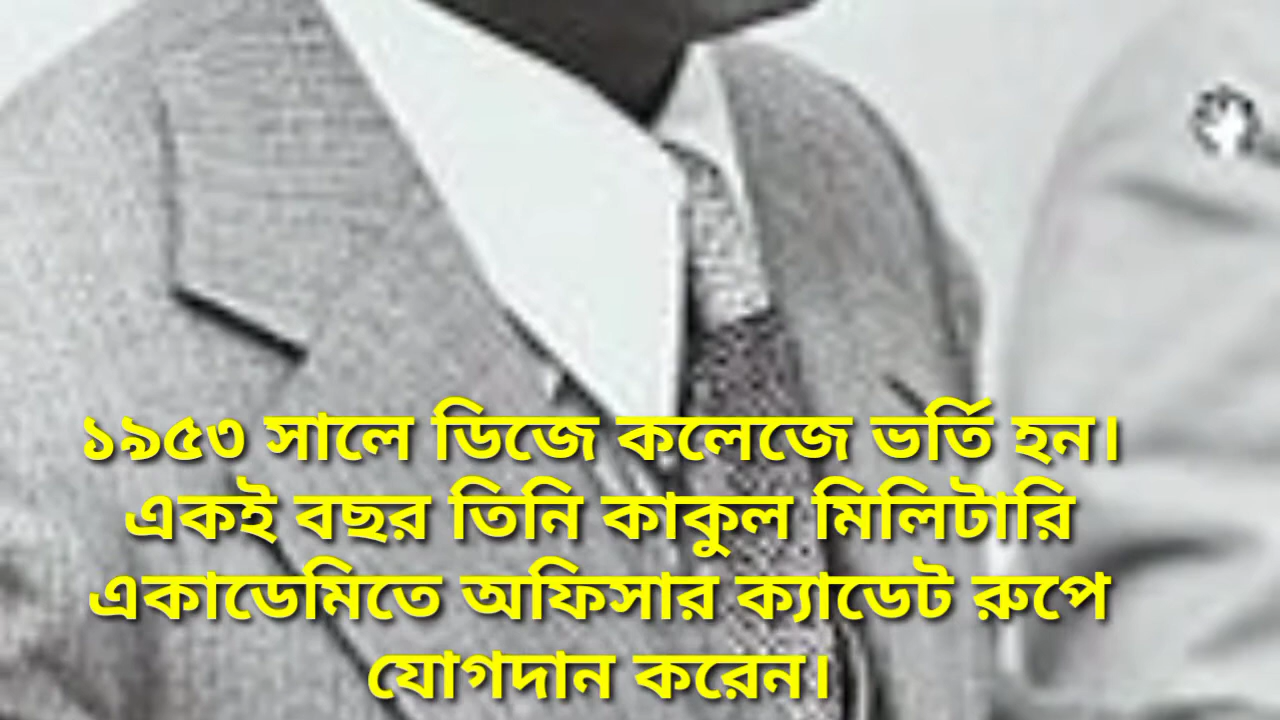 ১৯৫৩ সালে ডিজে কলেজে ভর্তি হন।
একই বছর তিনি কাকুল মিলিটারি
একাডেমিতে অফিসার ক্যাডেট রুপে
যোগদান করেন।